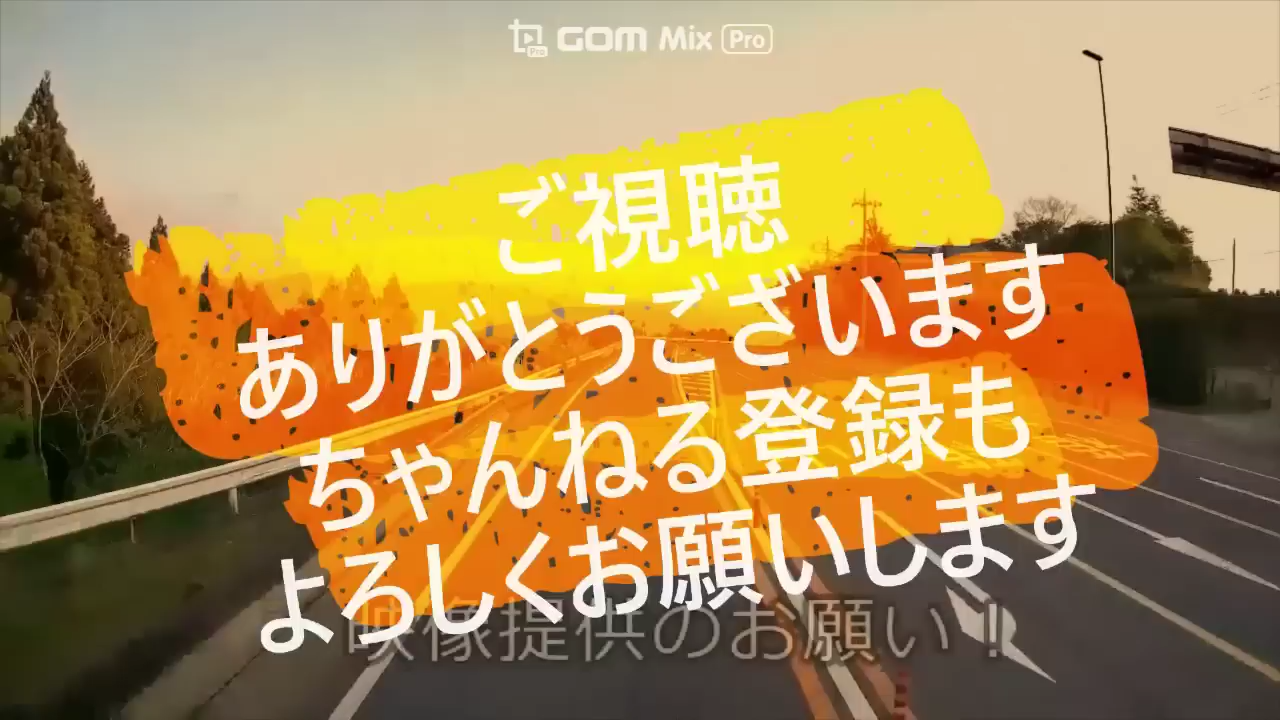 GOM Mix Pro
ご視聴
ありがとうございます
ちゃんねる登録も
よろしくお願いします
映像提供のお願い！